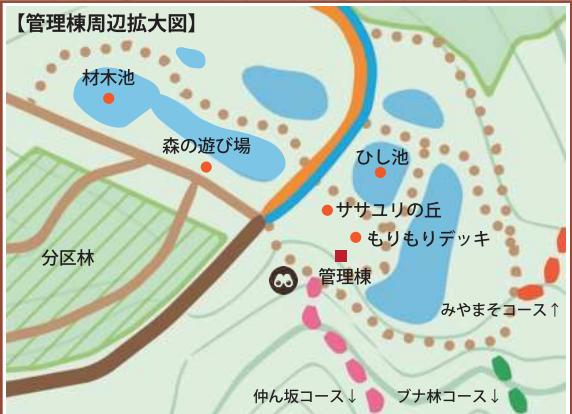 【管理棟周辺拡大図】
材木池
森の遊び場
ひし池
ササユリの丘
もりもりデッキ
分区林
管理棟
みやまそコース↑
仲ん坂コース↓
ブナ林コース↓